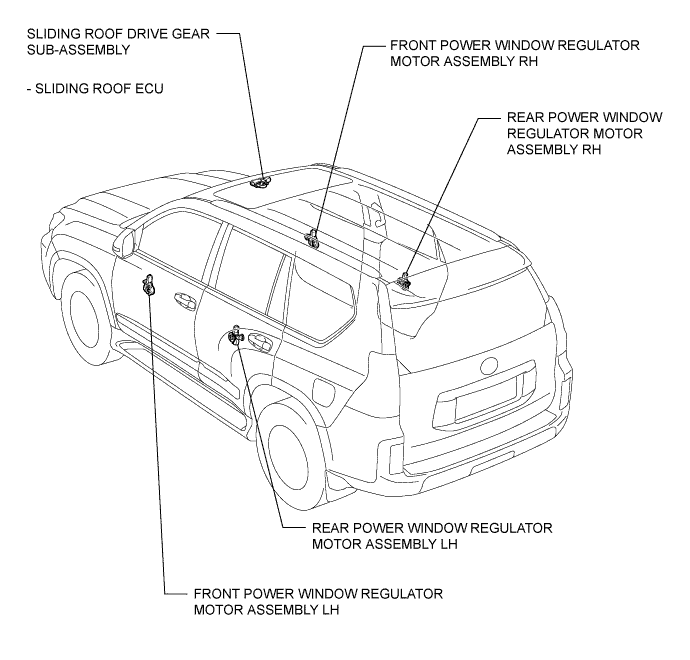 SLIDING ROOF DRIVE GEAR
SUB-ASSEMBLY
- SLIDING ROOF ECU
FRONT POWER WINDOW REGULATOR
MOTOR ASSEMBLY RH
REAR POWER WINDOW
REGULATOR MOTOR
ASSEMBLY RH
REAR POWER WINDOW REGULATOR
MOTOR ASSEMBLY LH
FRONT POWER WINDOW REGULATOR
MOTOR ASSEMBLY LH